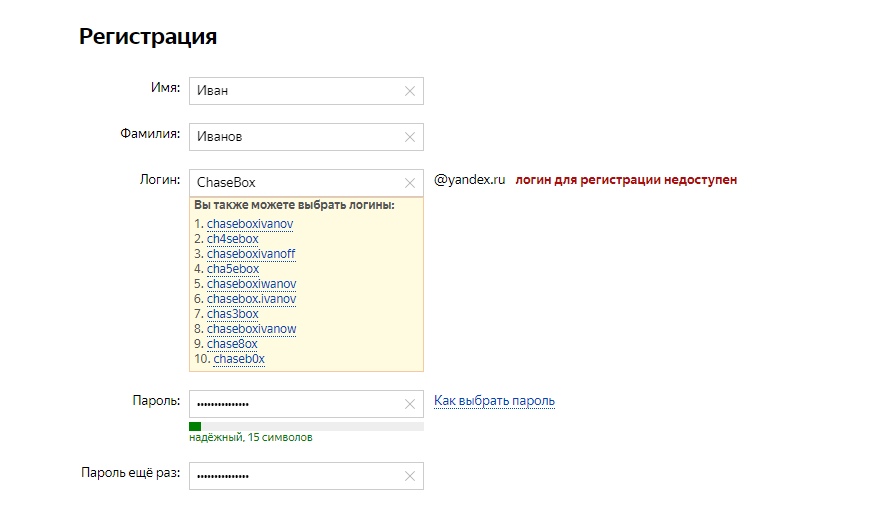 Регистрация
Имя: Иван
Фамилия: Иванов
Логин: ChaseBox @yandex.ru логин для регистрации недоступен
Вы также можете выбрать логины:
1. chaseboxivanov
2. ch4sebox
3. chaseboxivanoff
4. cha5ebox
5. chaseboxiwanov
6. chasebox.ivanov
7. chas3box
8. chaseboxivanow
9. chase8ox
10. chaseb0x
Пароль: ••••••••••••••• Как выбрать пароль
надёжный, 15 символов
Пароль ещё раз: •••••••••••••••